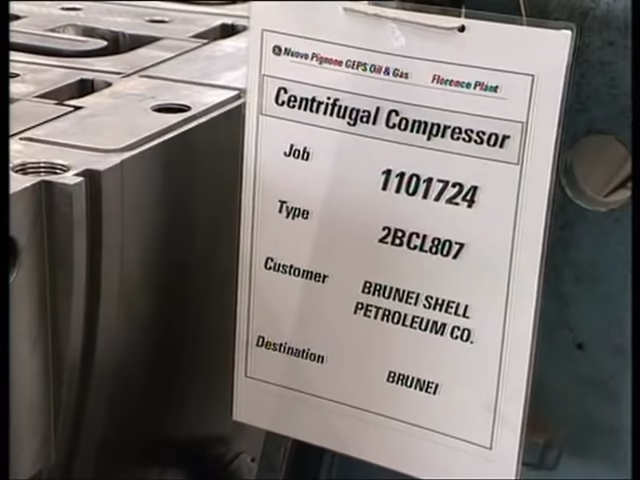 Nuovo Pignone GEPS Oil & Gas Florence Plant
Centrifugal Compressor
Job 1101724
Type 2BCL807
Customer BRUNEI SHELL
PETROLEUM CO.
Destination BRUNEI